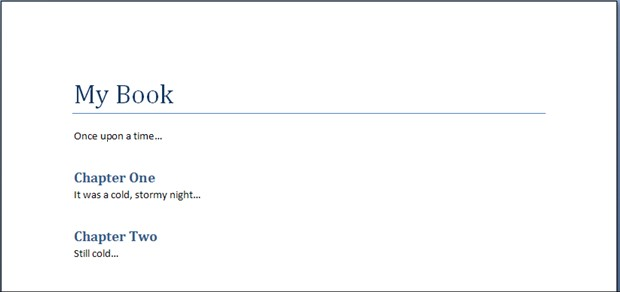 My Book
Once upon a time...
Chapter One
It was a cold, stormy night...
Chapter Two
Still cold...